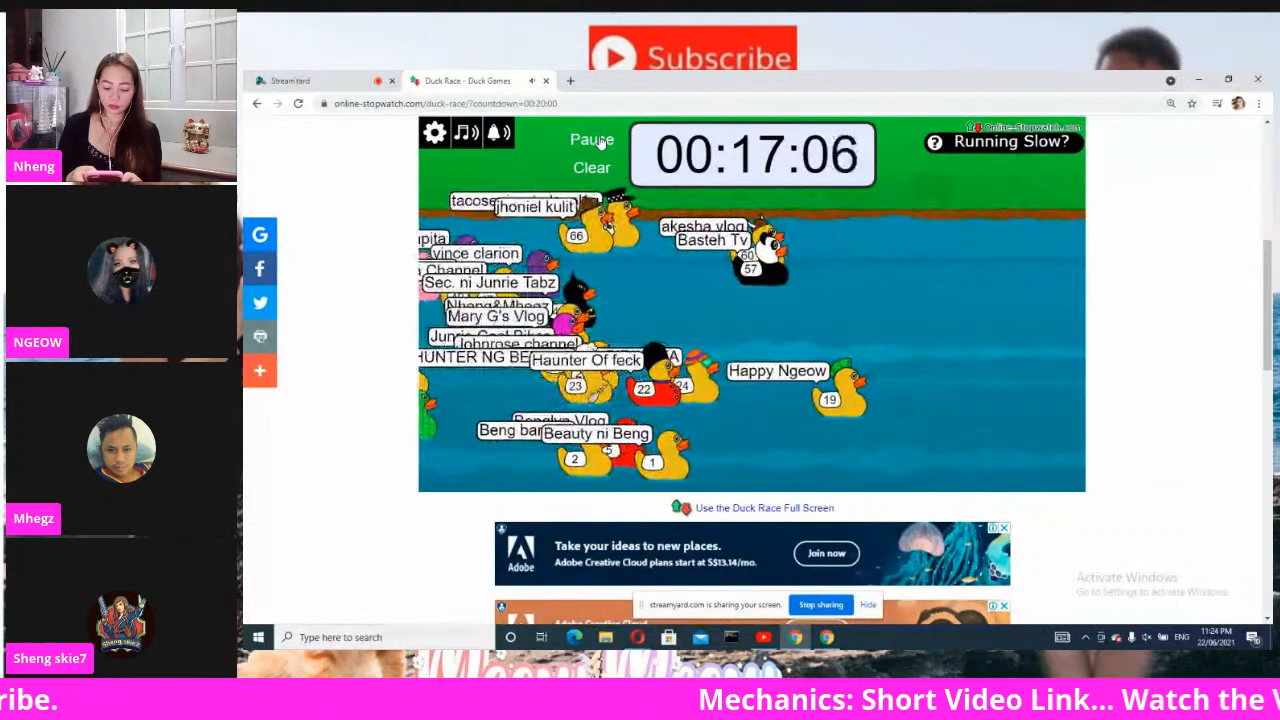 Subscribe
StreamYard
Duck Race - Duck Games
online-stopwatch.com/duck-race/?countdown=00:20:00
Nheng
NGEOW
Mhegz
Sheng skie7
Pause
Clear
00:17:06
Online-Stopwatch.com
Running Slow?
jhoniel kulit
66
akesha vlog
Basteh Tv
60
57
vince clarion
Channel
Sec. ni Junrie Tabz
Nheng&Mhegz
Mary G's Vlog
Johnrose channel
HUNTER NG
Haunter Of feck
23
22
24
Happy Ngeow
19
Beauty ni Beng
2
5
1
Use the Duck Race Full Screen
Adobe
Take your ideas to new places.
Adobe Creative Cloud plans start at S$13.14/mo.
Join now
streamyard.com is sharing your screen.
Stop sharing
Hide
Activate Windows
Go to Settings to activate Windows.
Type here to search
ENG
11:24 PM
22/06/2021
ribe.
Mechanics: Short Video Link... Watch the V